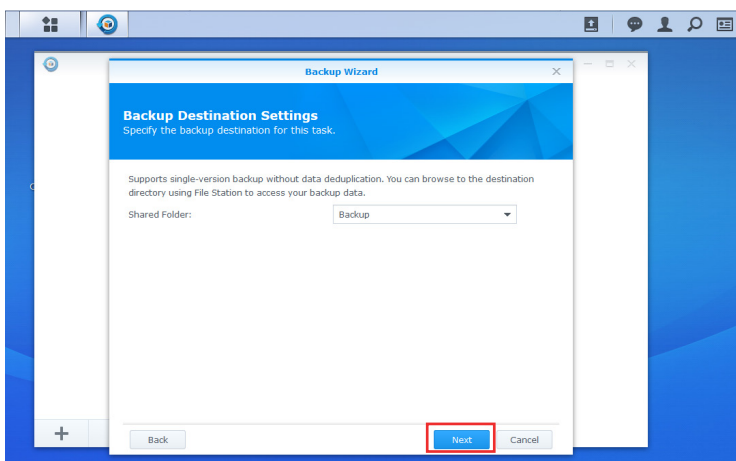 Backup Wizard
Backup Destination Settings
Specify the backup destination for this task.
Supports single-version backup without data deduplication. You can browse to the destination
directory using File Station to access your backup data.
Shared Folder:
Backup
Back
Next
Cancel